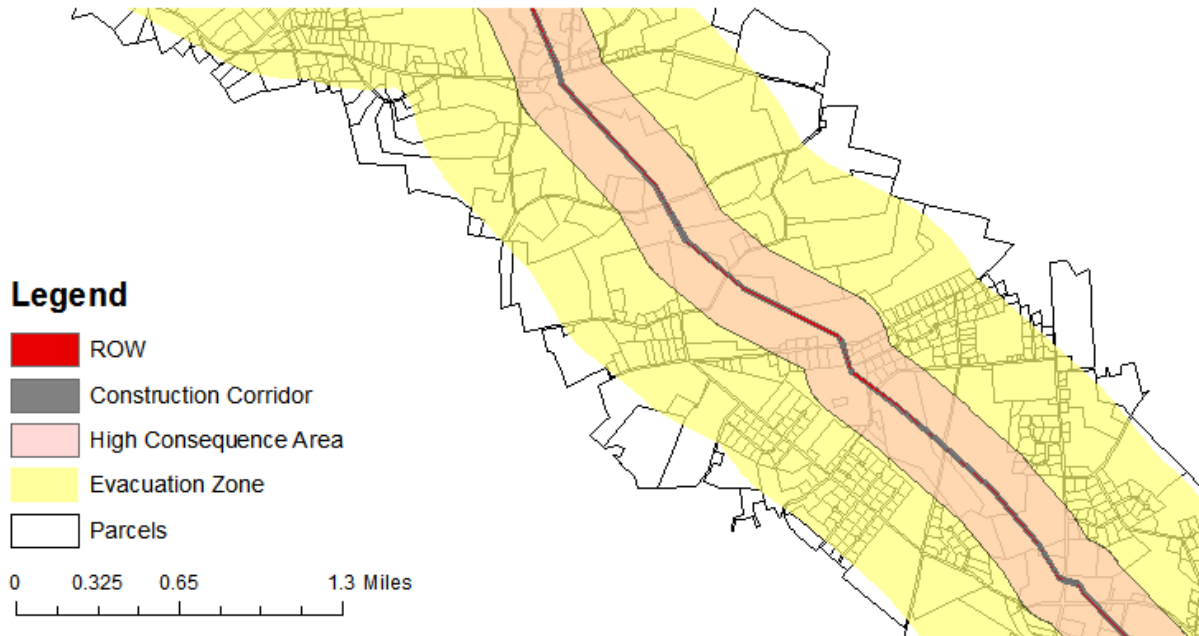 Legend
ROW
Construction Corridor
High Consequence Area
Evacuation Zone
Parcels
0 0.325 0.65 1.3 Miles